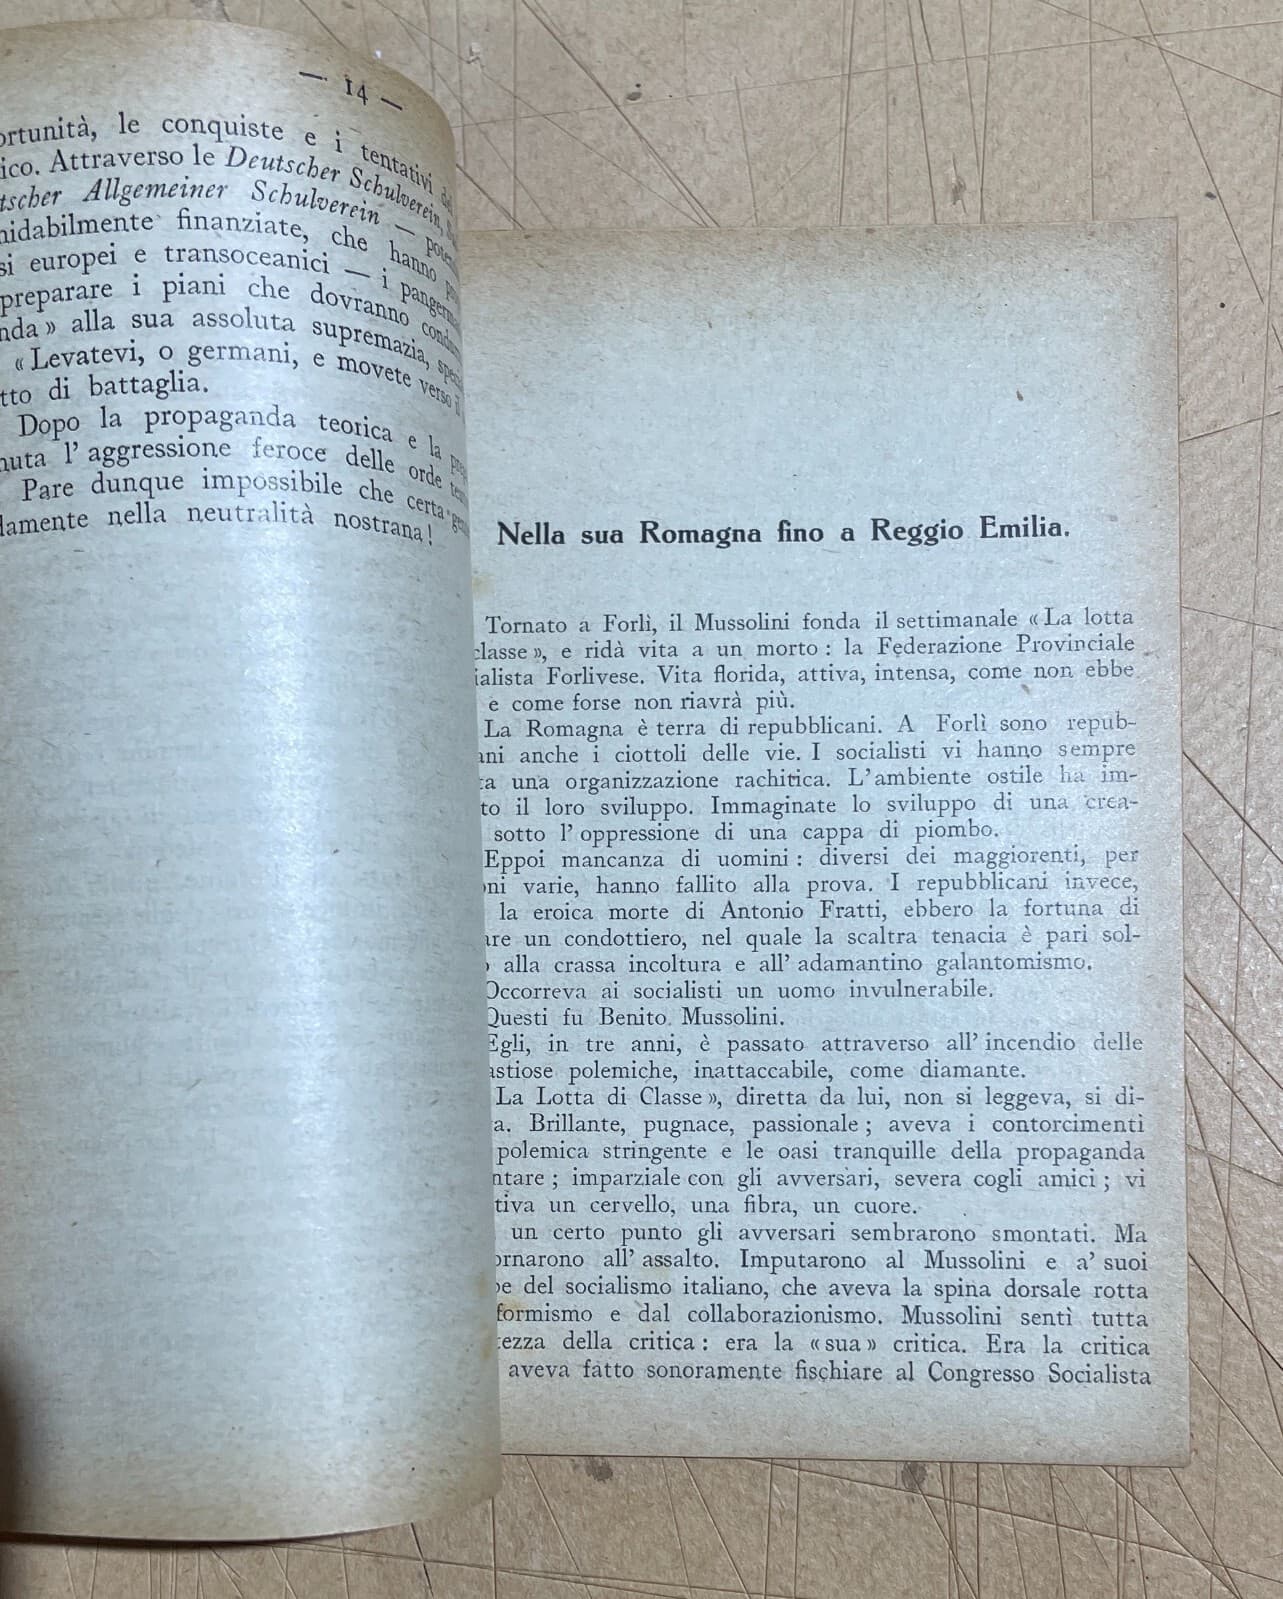 — 14 —
ortunità, le conquiste e i tentativi del
ico. Attraverso le Deutscher Schulverein,
tscher Allgemeiner Schulverein —
nidabilmente finanziate, che hanno
si europei e transoceanici — i
preparare i piani che dovranno
nda» alla sua assoluta supremazia,
« Levatevi, o germani, e movete verso il
tto di battaglia.
Dopo la propaganda teorica e la
nuta l' aggressione feroce delle orde
Pare dunque impossibile che certa
lamente nella neutralità nostrana!
Nella sua Romagna fino a Reggio Emilia.
Tornato a Forlì, il Mussolini fonda il settimanale « La lotta
classe », e ridà vita a un morto : la Federazione Provinciale
ialista Forlivese. Vita florida, attiva, intensa, come non ebbe
e come forse non riavrà più.
La Romagna è terra di repubblicani. A Forlì sono repub-
ani anche i ciottoli delle vie. I socialisti vi hanno sempre
ta una organizzazione rachitica. L'ambiente ostile ha im-
to il loro sviluppo. Immaginate lo sviluppo di una crea-
sotto l' oppressione di una cappa di piombo.
Eppoi mancanza di uomini : diversi dei maggiorenti, per
oni varie, hanno fallito alla prova. I repubblicani invece,
la eroica morte di Antonio Fratti, ebbero la fortuna di
are un condottiero, nel quale la scaltra tenacia è pari sol-
o alla crassa incoltura e all' adamantino galantomismo.
Occorreva ai socialisti un uomo invulnerabile.
Questi fu Benito Mussolini.
Egli, in tre anni, è passato attraverso all' incendio delle
astiose polemiche, inattaccabile, come diamante.
La Lotta di Classe », diretta da lui, non si leggeva, si di-
a. Brillante, pugnace, passionale ; aveva i contorcimenti
polemica stringente e le oasi tranquille della propaganda
ntare ; imparziale con gli avversari, severa cogli amici ; vi
tiva un cervello, una fibra, un cuore.
un certo punto gli avversari sembrarono smontati. Ma
ornarono all' assalto. Imputarono al Mussolini e a' suoi
pe del socialismo italiano, che aveva la spina dorsale rotta
formismo e dal collaborazionismo. Mussolini sentì tutta
tezza della critica : era la « sua » critica. Era la critica
aveva fatto sonoramente fischiare al Congresso Socialista